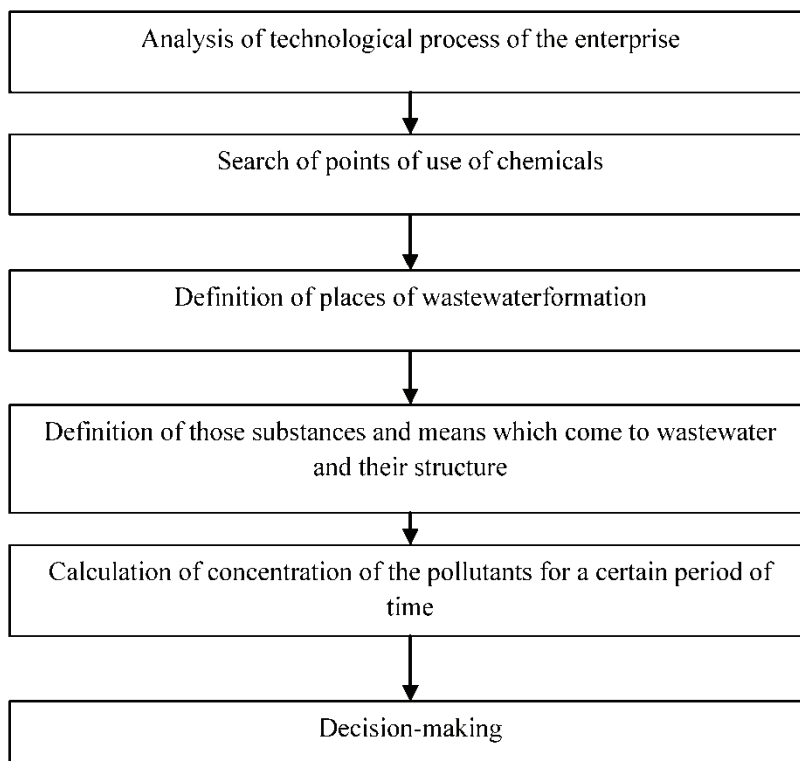 Analysis of technological process of the enterprise
Search of points of use of chemicals
Definition of places of wastewaterformation
Definition of those substances and means which come to wastewater
and their structure
Calculation of concentration of the pollutants for a certain period of
time
Decision-making